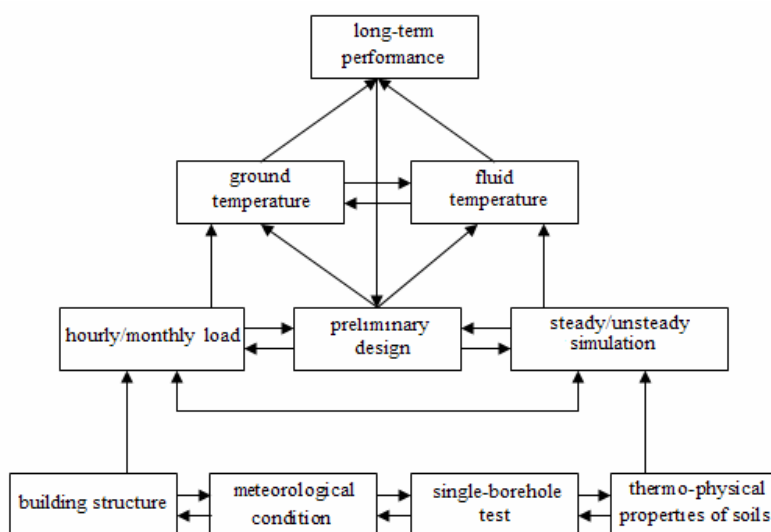 long-term
performance
ground
temperature
fluid
temperature
hourly/monthly load
preliminary
design
steady/unsteady
simulation
building structure
meteorological
condition
single-borehole
test
thermo-physical
properties of soils